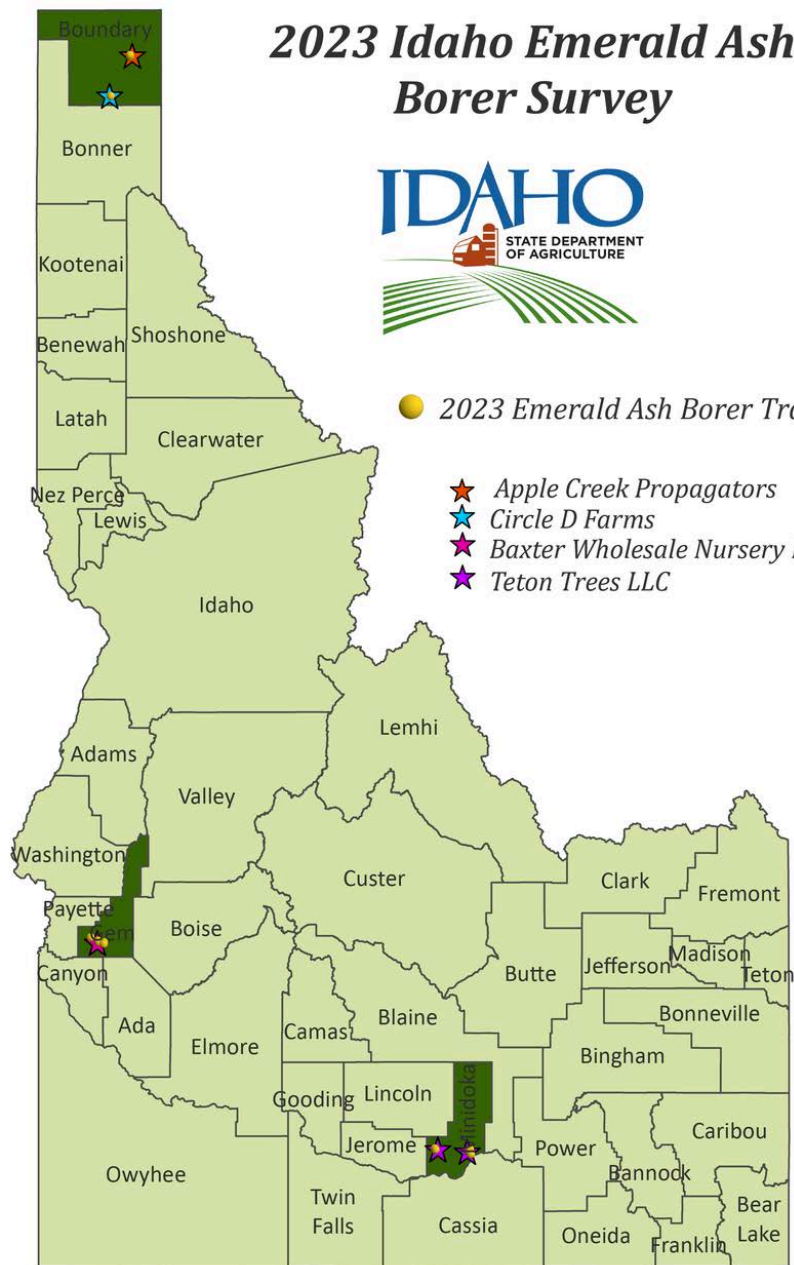 2023 Idaho Emerald Ash
Borer Survey
IDAHO
STATE DEPARTMENT
OF AGRICULTURE
2023 Emerald Ash Borer
Apple Creek Propagators
Circle D Farms
Baxter Wholesale Nursery
Teton Trees LLC
Boundary
Bonner
Kootenai
Shoshone
Benewah
Latah
Clearwater
Nez Perce
Lewis
Idaho
Lemhi
Adams
Valley
Washington
Custer
Clark
Fremont
Payette
Gem
Boise
Butte
Jefferson
Madison
Teton
Canyon
Ada
Elmore
Camas
Blaine
Bonneville
Bingham
Gooding
Lincoln
Minidoka
Jerome
Power
Caribou
Owyhee
Bannock
Twin
Falls
Cassia
Oneida
Franklin
Bear
Lake